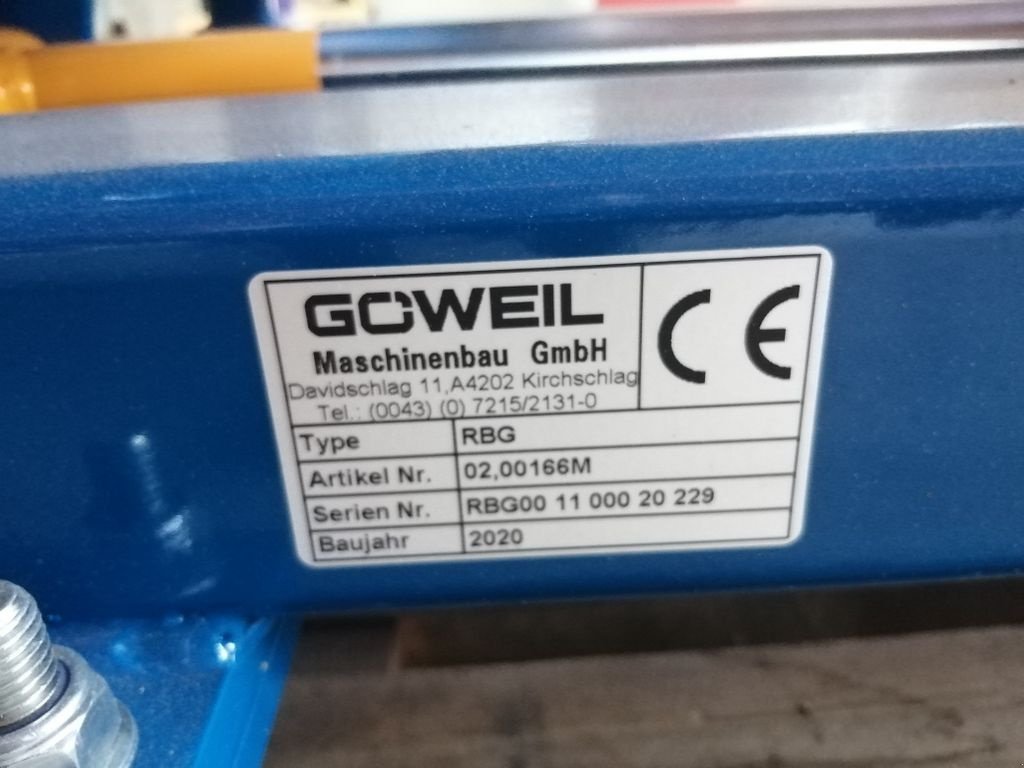 GÖWEIL
Maschinenbau GmbH
Davidschlag 11,A4202 Kirchschlag
Tel.: (0043) (0) 7215/2131-0
CE
Type RBG
Artikel Nr. 02,00166M
Serien Nr. RBG00 11 000 20 229
Baujahr 2020